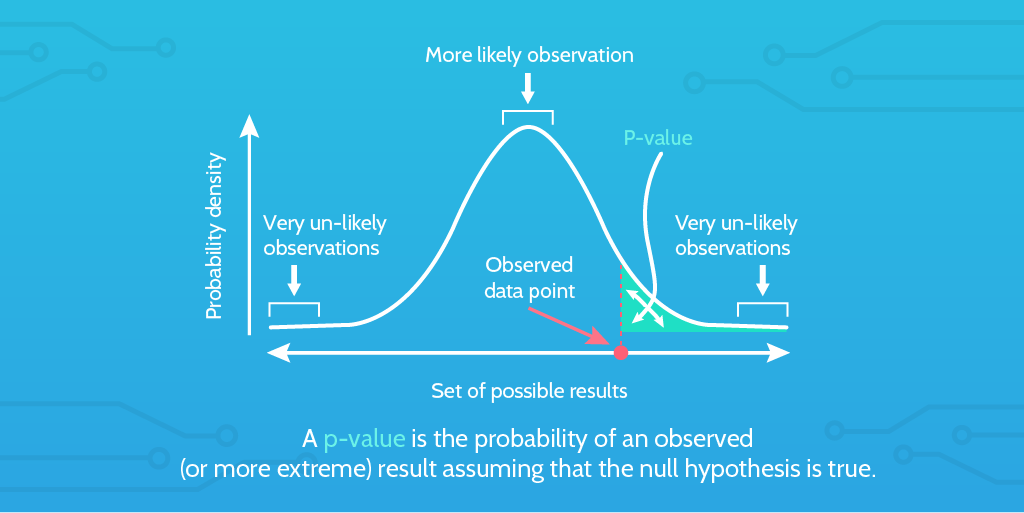 More likely observation
P-value
Probability density
Very un-likely
observations
Very un-likely
observations
Observed
data point
Set of possible results
A p-value is the probability of an observed
(or more extreme) result assuming that the null hypothesis is true.